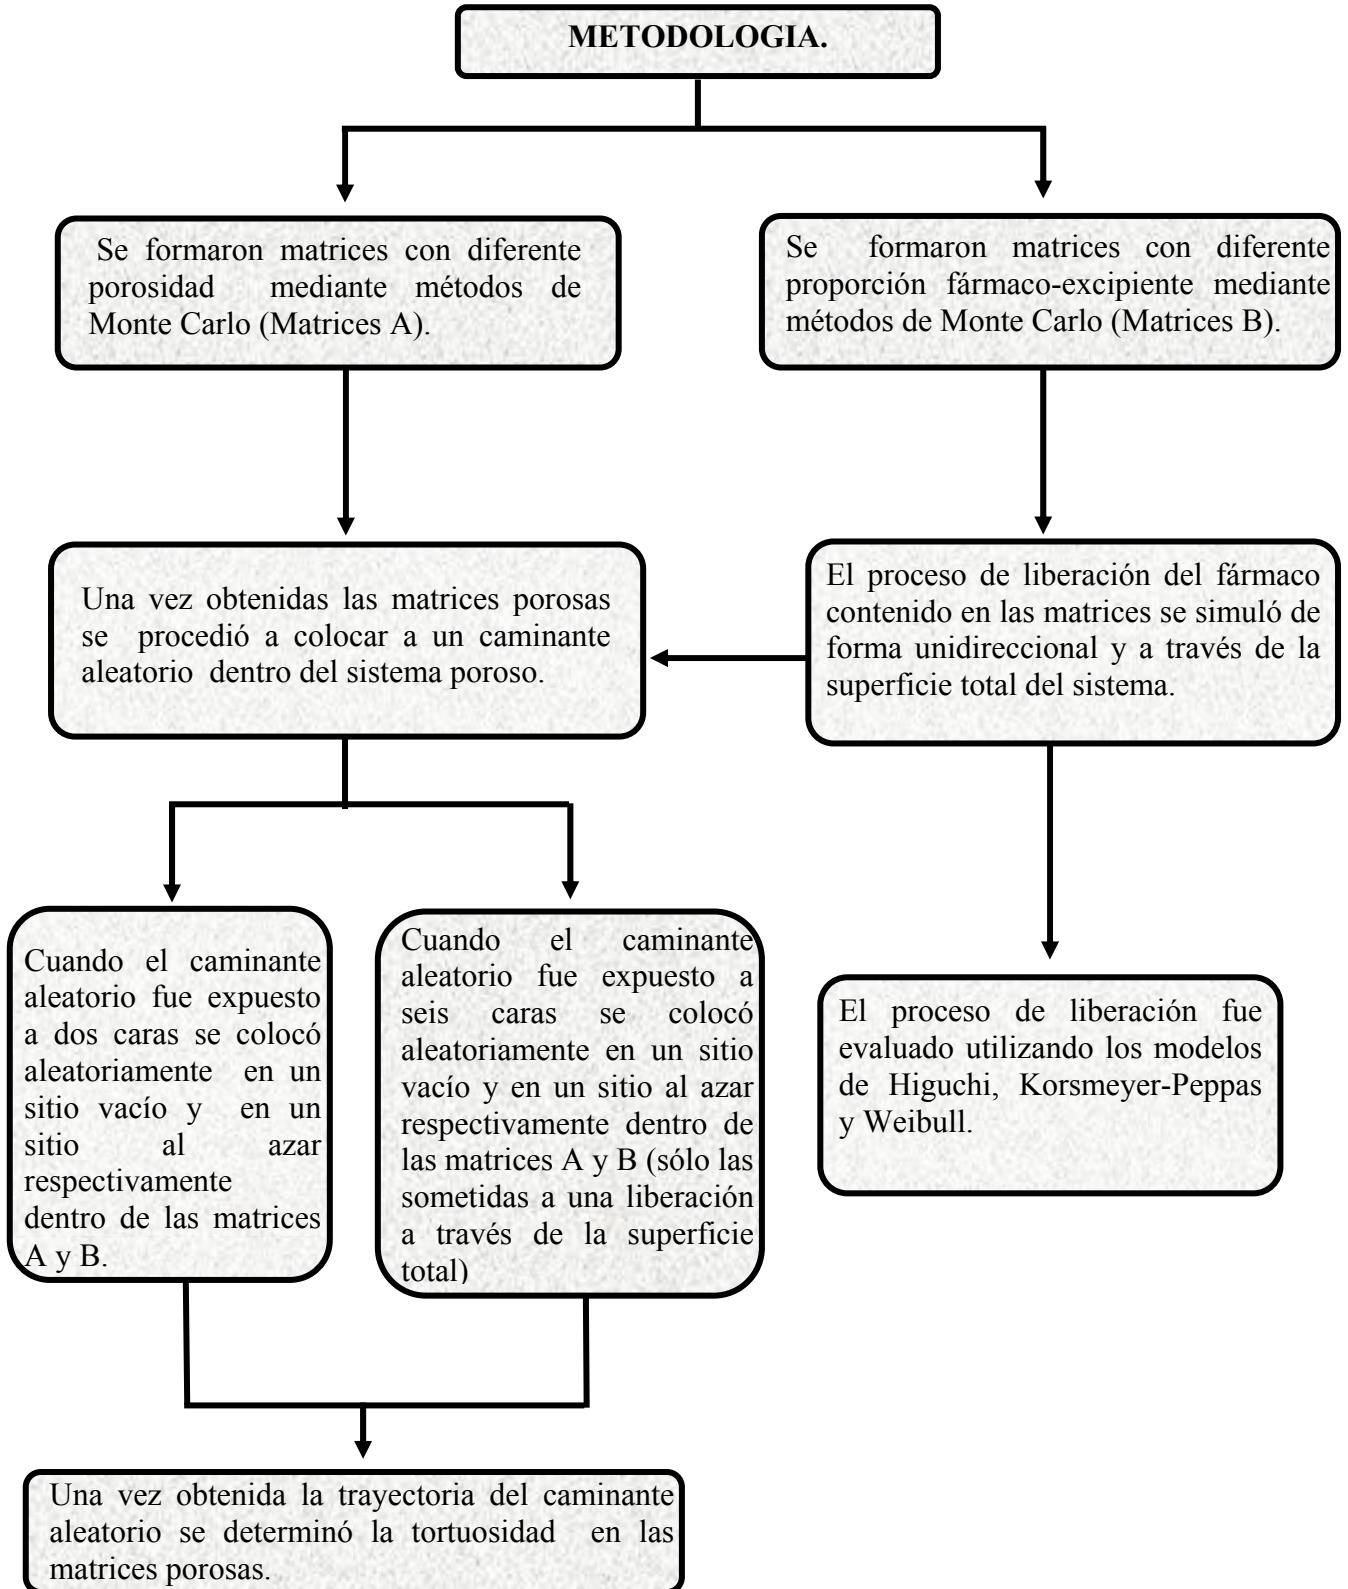 METODOLOGIA.
Se formaron matrices con diferente
porosidad mediante métodos de
Monte Carlo (Matrices A).
Se formaron matrices con diferente
proporción fármaco-excipiente mediante
métodos de Monte Carlo (Matrices B).
Una vez obtenidas las matrices porosas
se procedió a colocar a un caminante
aleatorio dentro del sistema poroso.
El proceso de liberación del fármaco
contenido en las matrices se simuló de
forma unidireccional y a través de la
superficie total del sistema.
Cuando el caminante
aleatorio fue expuesto
a dos caras se colocó
aleatoriamente en un
sitio vacío y en un
sitio al azar
respectivamente
dentro de las matrices
A y B.
Cuando el caminante
aleatorio fue expuesto a
seis caras se colocó
aleatoriamente en un sitio
vacío y en un sitio al azar
respectivamente dentro de
las matrices A y B (sólo las
sometidas a una liberación
a través de la superficie
total)
El proceso de liberación fue
evaluado utilizando los modelos
de Higuchi, Korsmeyer-Peppas
y Weibull.
Una vez obtenida la trayectoria del caminante
aleatorio se determinó la tortuosidad en las
matrices porosas.